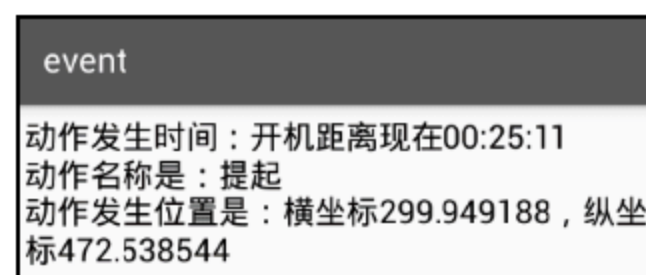 event
动作发生时间：开机距离现在00:25:11
动作名称是：提起
动作发生位置是：横坐标299.949188，纵坐
标472.538544